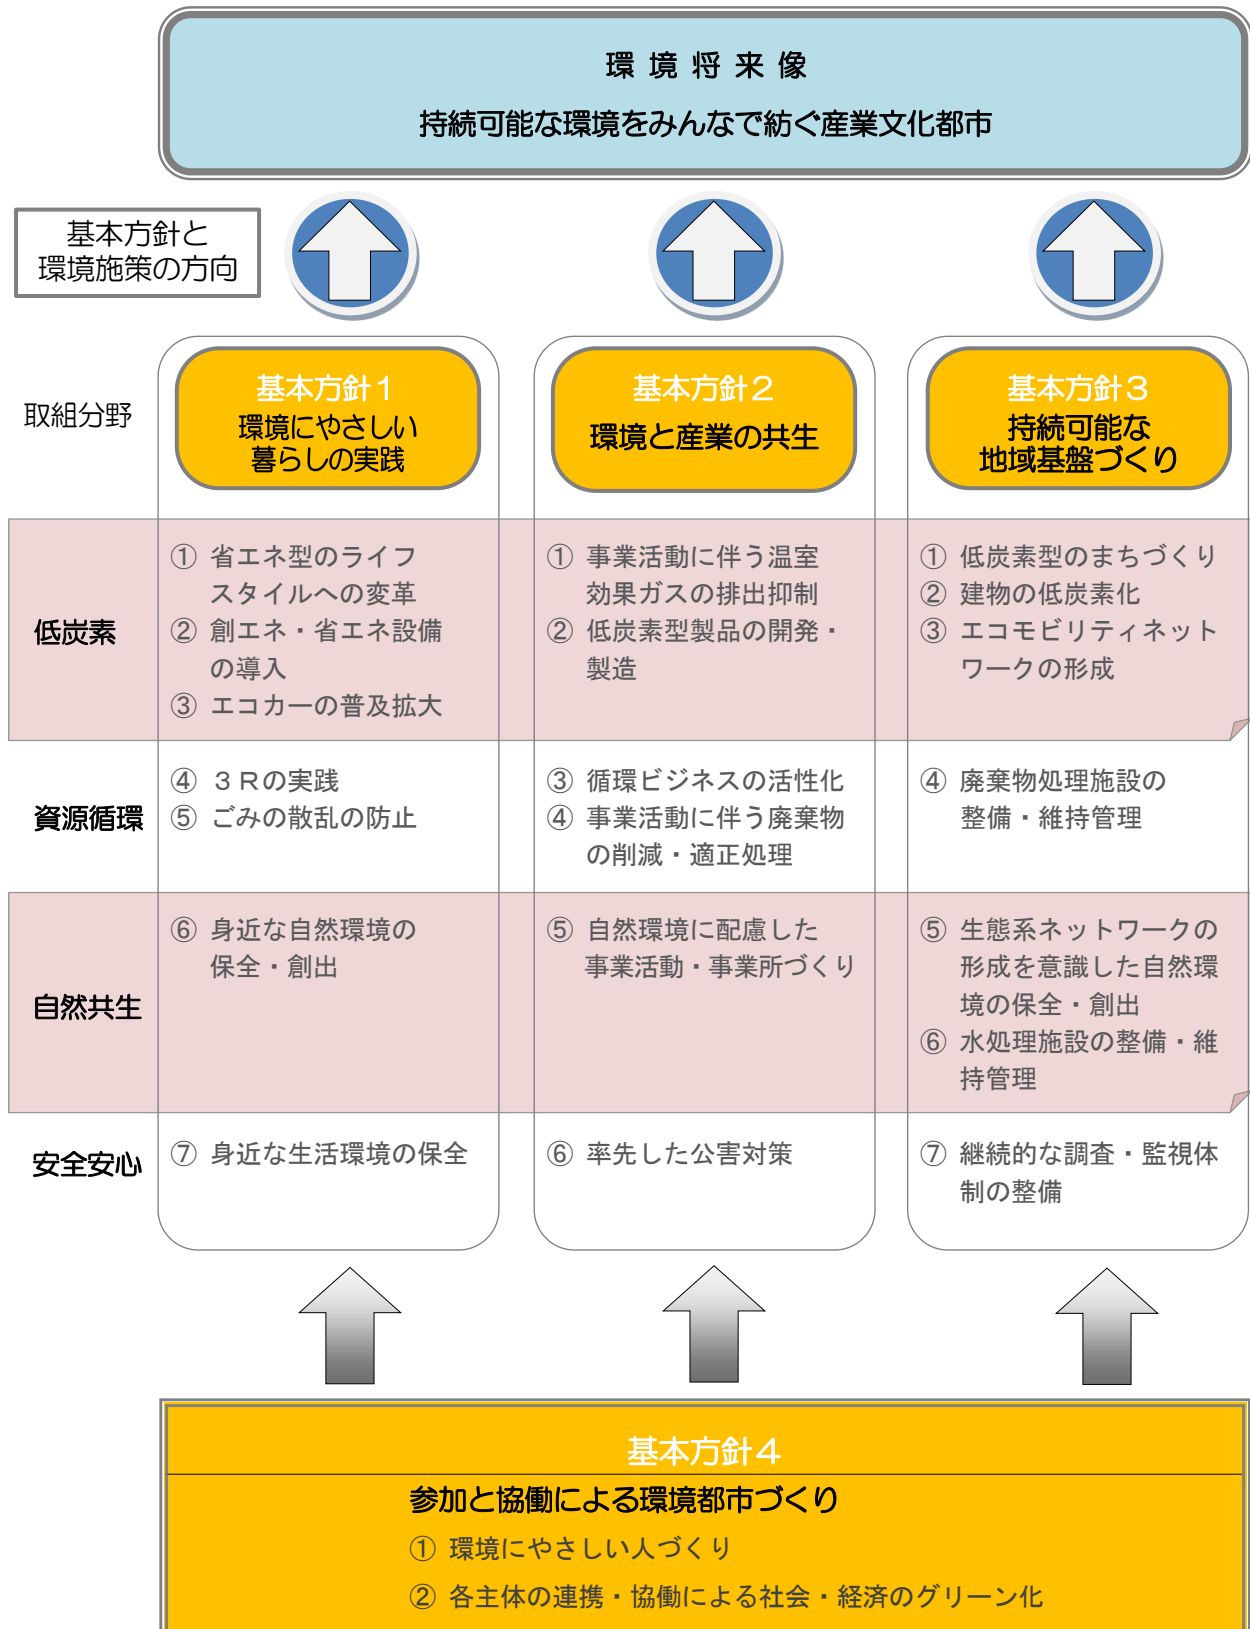 環境将来像
持続可能な環境をみんなで紡ぐ産業文化都市
基本方針と
環境施策の方向
取組分野
基本方針１
環境にやさしい
暮らしの実践
基本方針２
環境と産業の共生
基本方針３
持続可能な
地域基盤づくり
低炭素
① 省エネ型のライフ
スタイルへの変革
② 創エネ・省エネ設備
の導入
③ エコカーの普及拡大
① 事業活動に伴う温室
効果ガスの排出抑制
② 低炭素型製品の開発・
製造
① 低炭素型のまちづくり
② 建物の低炭素化
③ エコモビリティネット
ワークの形成
資源循環
④ ３Ｒの実践
⑤ ごみの散乱の防止
③ 循環ビジネスの活性化
④ 事業活動に伴う廃棄物
の削減・適正処理
④ 廃棄物処理施設の
整備・維持管理
自然共生
⑥ 身近な自然環境の
保全・創出
⑤ 自然環境に配慮した
事業活動・事業所づくり
⑤ 生態系ネットワークの
形成を意識した自然環
境の保全・創出
⑥ 水処理施設の整備・維
持管理
安全安心
⑦ 身近な生活環境の保全
⑥ 率先した公害対策
⑦ 継続的な調査・監視体
制の整備
基本方針４
参加と協働による環境都市づくり
① 環境にやさしい人づくり
② 各主体の連携・協働による社会・経済のグリーン化